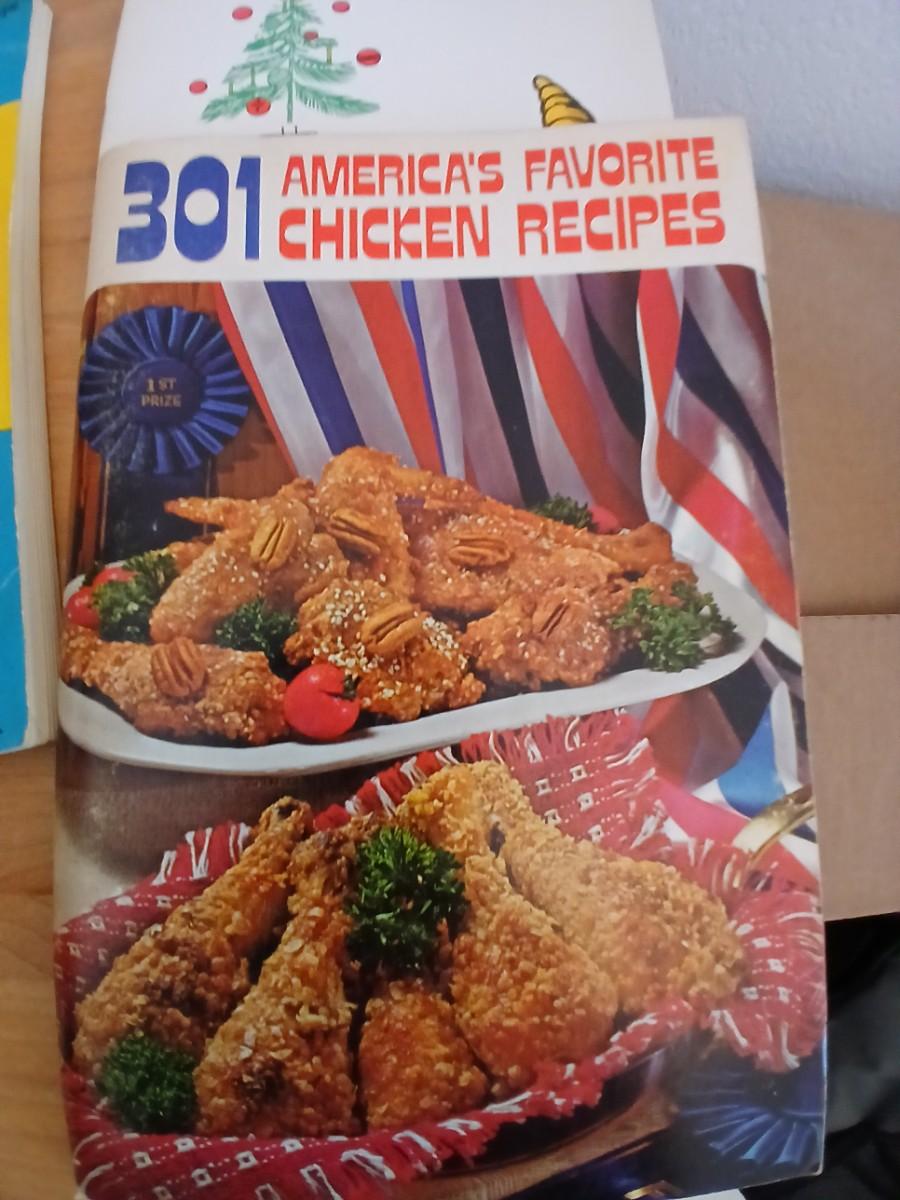 301 AMERICA'S FAVORITE
CHICKEN RECIPES
1ST
PRIZE